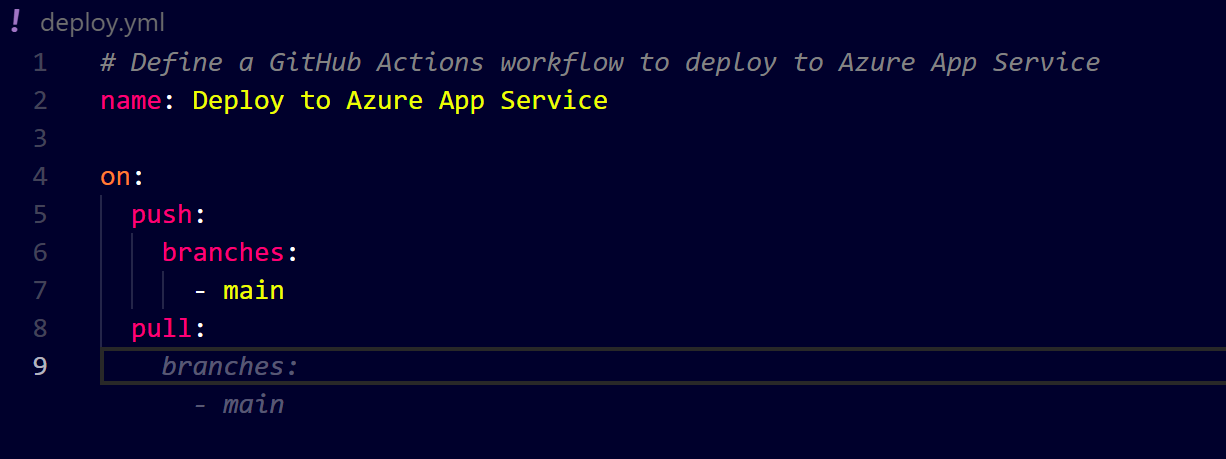 ! deploy.yml
1 # Define a GitHub Actions workflow to deploy to Azure App Service
2 name: Deploy to Azure App Service
3
4 on:
5   push:
6     branches:
7       - main
8   pull:
9     branches:
      - main